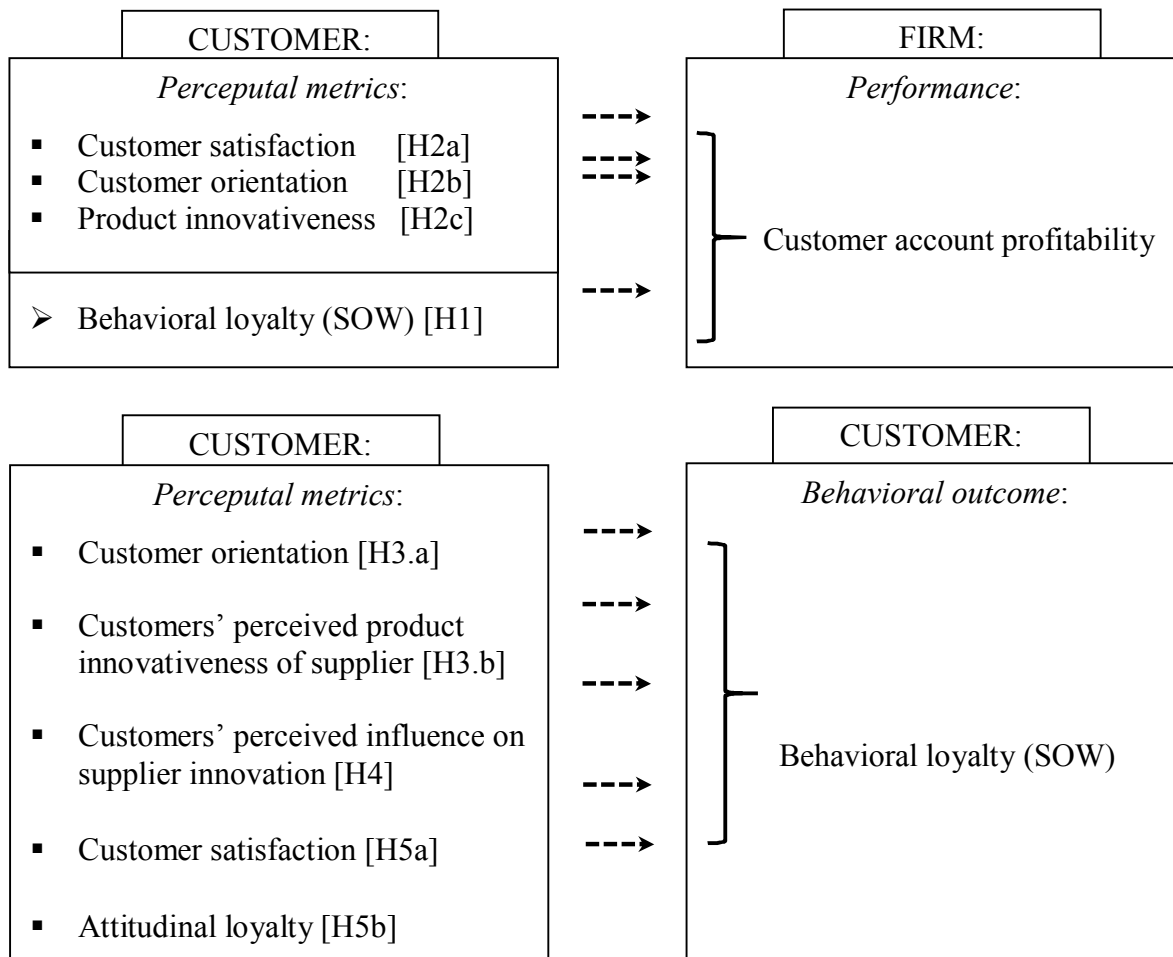 CUSTOMER:
Perceputal metrics:
▪ Customer satisfaction [H2a]
▪ Customer orientation [H2b]
▪ Product innovativeness [H2c]
➢ Behavioral loyalty (SOW) [H1]
FIRM:
Performance:
Customer account profitability
CUSTOMER:
Perceputal metrics:
▪ Customer orientation [H3.a]
▪ Customers’ perceived product
innovativeness of supplier [H3.b]
▪ Customers’ perceived influence on
supplier innovation [H4]
▪ Customer satisfaction [H5a]
▪ Attitudinal loyalty [H5b]
CUSTOMER:
Behavioral outcome:
Behavioral loyalty (SOW)